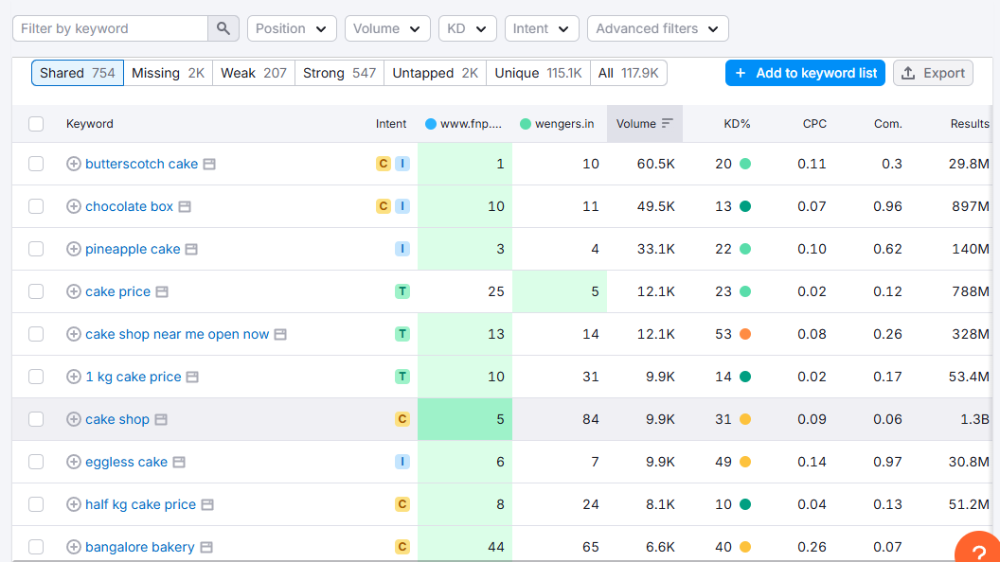 Filter by keyword Position Volume KD Intent Advanced filters
Shared 754 Missing 2K Weak 207 Strong 547 Untapped 2K Unique 115.1K All 117.9K + Add to keyword list Export
Keyword Intent www.fnp.... wengers.in Volume KD% CPC Com. Results
butterscotch cake C I 1 10 60.5K 20 0.11 0.3 29.8M
chocolate box C I 10 11 49.5K 13 0.07 0.96 897M
pineapple cake I 3 4 33.1K 22 0.10 0.62 140M
cake price T 25 5 12.1K 23 0.02 0.12 788M
cake shop near me open now T 13 14 12.1K 53 0.08 0.26 328M
1 kg cake price T 10 31 9.9K 14 0.02 0.17 53.4M
cake shop C 5 84 9.9K 31 0.09 0.06 1.3B
eggless cake I 6 7 9.9K 49 0.14 0.97 30.8M
half kg cake price C 8 24 8.1K 10 0.04 0.13 51.2M
bangalore bakery C 44 65 6.6K 40 0.26 0.07
?